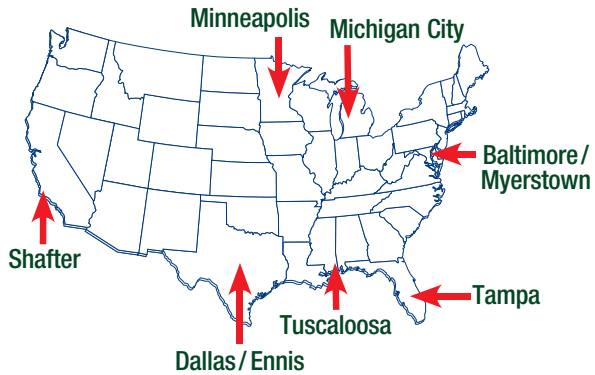 Minneapolis
Michigan City
Baltimore/
Myerstown
Shafter
Tampa
Tuscaloosa
Dallas/Ennis